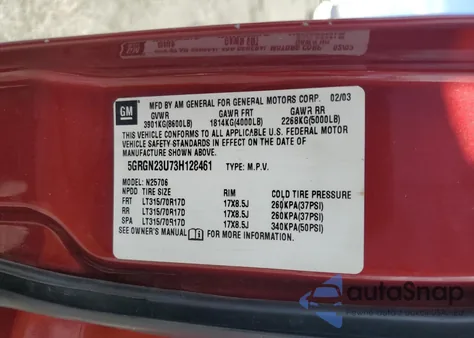 GM
MFD BY AM GENERAL FOR GENERAL MOTORS CORP. 02/03
GVWR GAWR FRT GAWR RR
3901KG(8600LB) 1814KG(4000LB) 2268KG(5000LB)
THIS VEHICLE CONFORMS TO ALL APPLICABLE U.S. FEDERAL MOTOR
VEHICLE SAFETY STANDARDS IN EFFECT ON THE DATE OF
MANUFACTURE SHOWN ABOVE.
5GRGN23U73H128461 TYPE: M.P.V.
MODEL: N25706
NPDD TIRE SIZE RIM COLD TIRE PRESSURE
FRT LT315/70R17D 17X8.5J 260KPA(37PSI)
RR LT315/70R17D 17X8.5J 260KPA(37PSI)
SPA LT315/70R17D 17X8.5J 340KPA(50PSI)
SEE OWNER'S MANUAL FOR MORE INFORMATION.
autoSnap